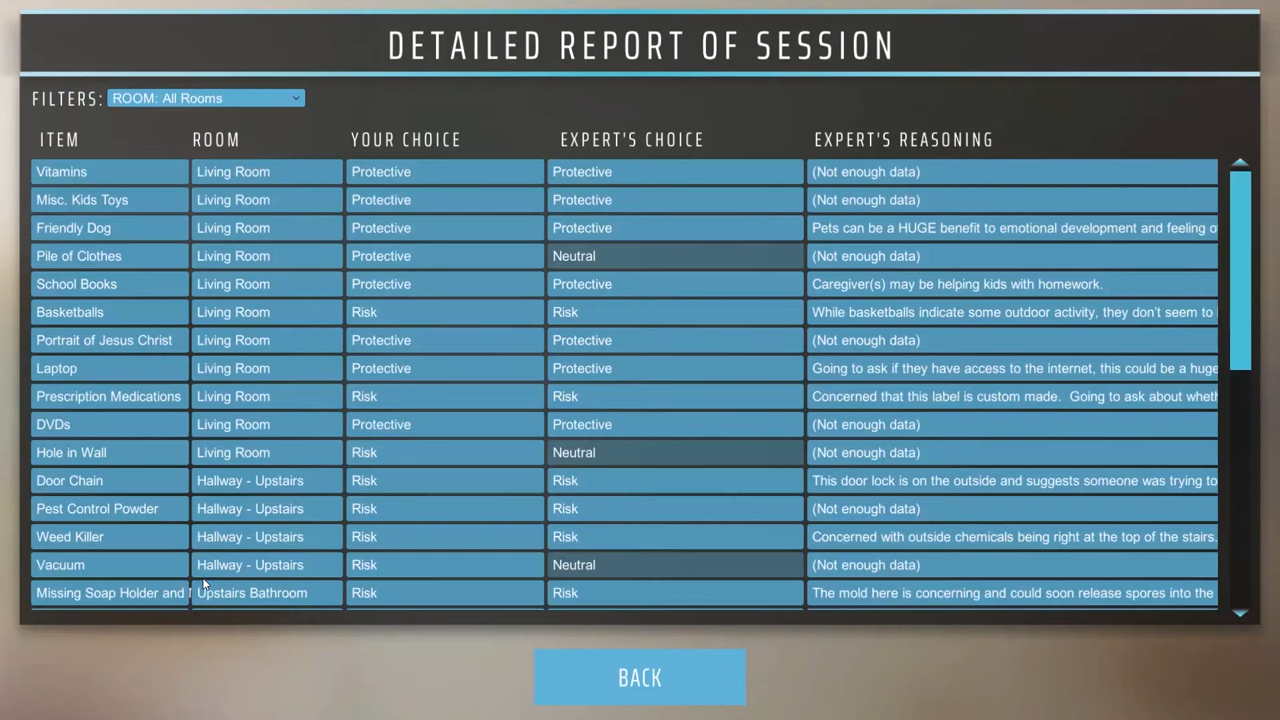 DETAILED REPORT OF SESSION
FILTERS: ROOM: All Rooms
ITEM ROOM YOUR CHOICE EXPERT'S CHOICE EXPERT'S REASONING
Vitamins Living Room Protective Protective (Not enough data)
Misc. Kids Toys Living Room Protective Protective (Not enough data)
Friendly Dog Living Room Protective Protective Pets can be a HUGE benefit to emotional development and feeling
Pile of Clothes Living Room Protective Neutral (Not enough data)
School Books Living Room Protective Protective Caregiver(s) may be helping kids with homework.
Basketballs Living Room Risk Risk While basketballs indicate some outdoor activity, they don't seem to
Portrait of Jesus Christ Living Room Protective Protective (Not enough data)
Laptop Living Room Protective Protective Going to ask if they have access to the internet, this could be a huge
Prescription Medications Living Room Risk Risk Concerned that this label is custom made. Going to ask about
DVDs Living Room Protective Protective (Not enough data)
Hole in Wall Living Room Risk Neutral (Not enough data)
Door Chain Hallway - Upstairs Risk Risk This door lock is on the outside and suggests someone was trying to
Pest Control Powder Hallway - Upstairs Risk Risk (Not enough data)
Weed Killer Hallway - Upstairs Risk Risk Concerned with outside chemicals being right at the top of the stairs.
Vacuum Hallway - Upstairs Risk Neutral (Not enough data)
Missing Soap Holder and Upstairs Bathroom Risk Risk The mold here is concerning and could soon release spores into the
BACK